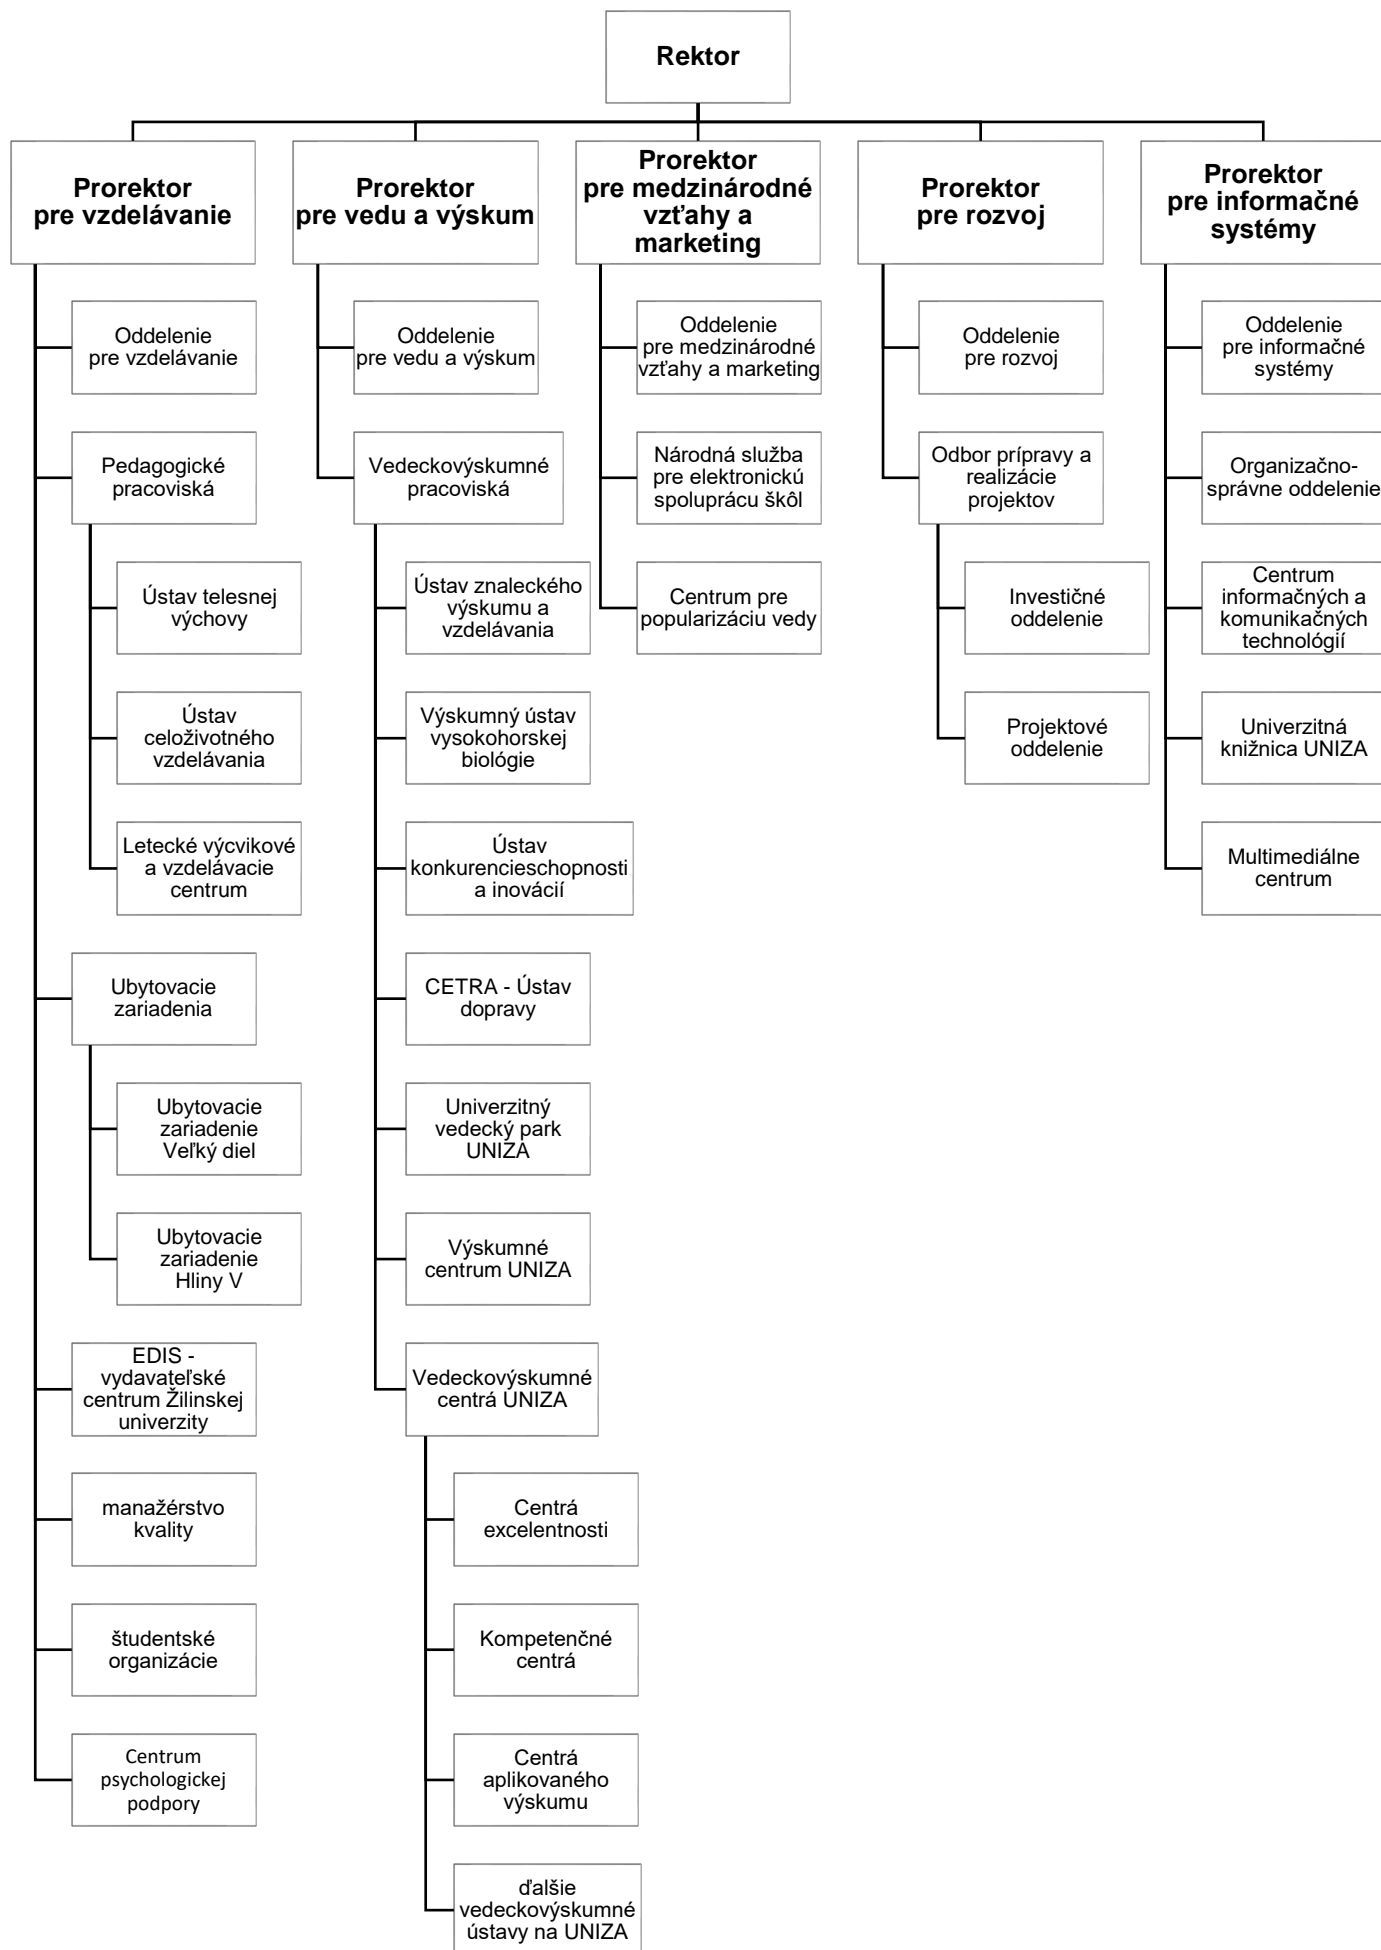 Rektor
Prorektor
pre vzdelávanie
Oddelenie
pre vzdelávanie
Pedagogické
pracoviská
Ústav telesnej
výchovy
Ústav
celoživotného
vzdelávania
Letecké výcvikové
a vzdelávacie
centrum
Ubytovacie
zariadenia
Ubytovacie
zariadenie
Veľký diel
Ubytovacie
zariadenie
Hliny V
EDIS -
vydavateľské
centrum Žilinskej
univerzity
manažérstvo
kvality
študentské
organizácie
Centrum
psychologickej
podpory
Prorektor
pre vedu a výskum
Oddelenie
pre vedu a výskum
Vedeckovýskumné
pracoviská
Ústav znaleckého
výskumu a
vzdelávania
Výskumný ústav
vysokohorskej
biológie
Ústav
konkurencieschopnosti
a inovácií
CETRA - Ústav
dopravy
Univerzitný
vedecký park
UNIZA
Výskumné
centrum UNIZA
Vedeckovýskumné
centrá UNIZA
Centrá
excelentnosti
Kompetenčné
centrá
Centrá
aplikovaného
výskumu
ďalšie
vedeckovýskumné
ústavy na UNIZA
Prorektor
pre medzinárodné
vzťahy a
marketing
Oddelenie
pre medzinárodné
vzťahy a marketing
Národná služba
pre elektronickú
spoluprácu škôl
Centrum pre
popularizáciu vedy
Prorektor
pre rozvoj
Oddelenie
pre rozvoj
Odbor prípravy a
realizácie
projektov
Investičné
oddelenie
Projektové
oddelenie
Prorektor
pre informačné
systémy
Oddelenie
pre informačné
systémy
Organizačno-
správne oddelenie
Centrum
informačných a
komunikačných
technológií
Univerzitná
knižnica UNIZA
Multimediálne
centrum